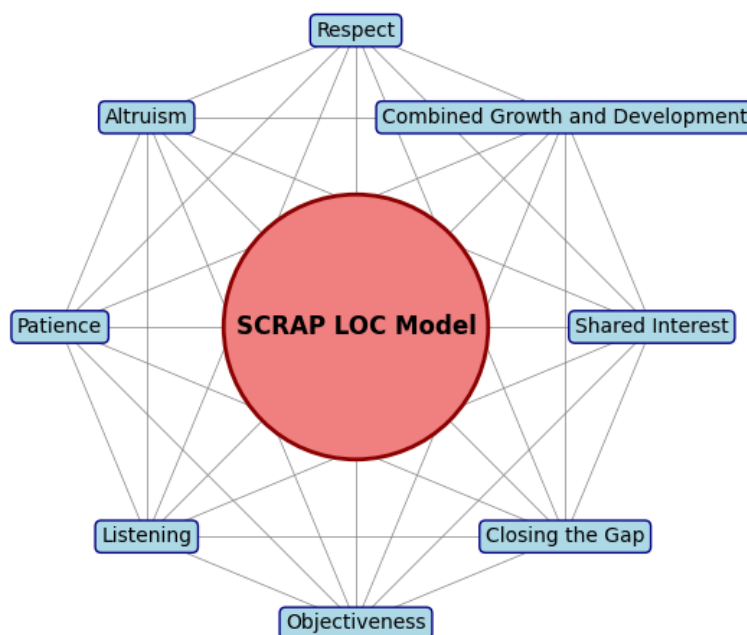 Respect
Altruism
Combined Growth and Development
Patience
SCRAP LOC Model
Shared Interest
Listening
Closing the Gap
Objectiveness